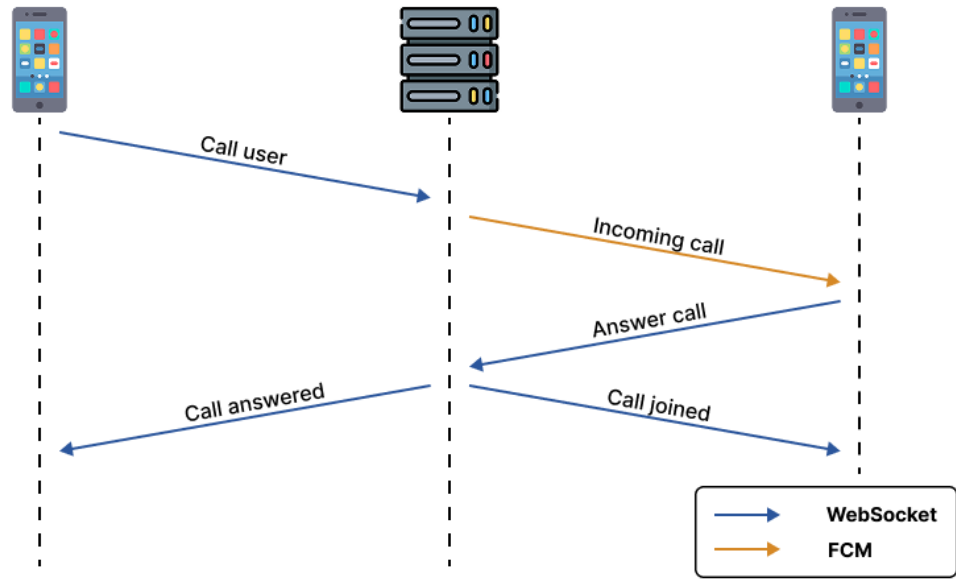 Call user
Incoming call
Answer call
Call answered
Call joined
WebSocket
FCM